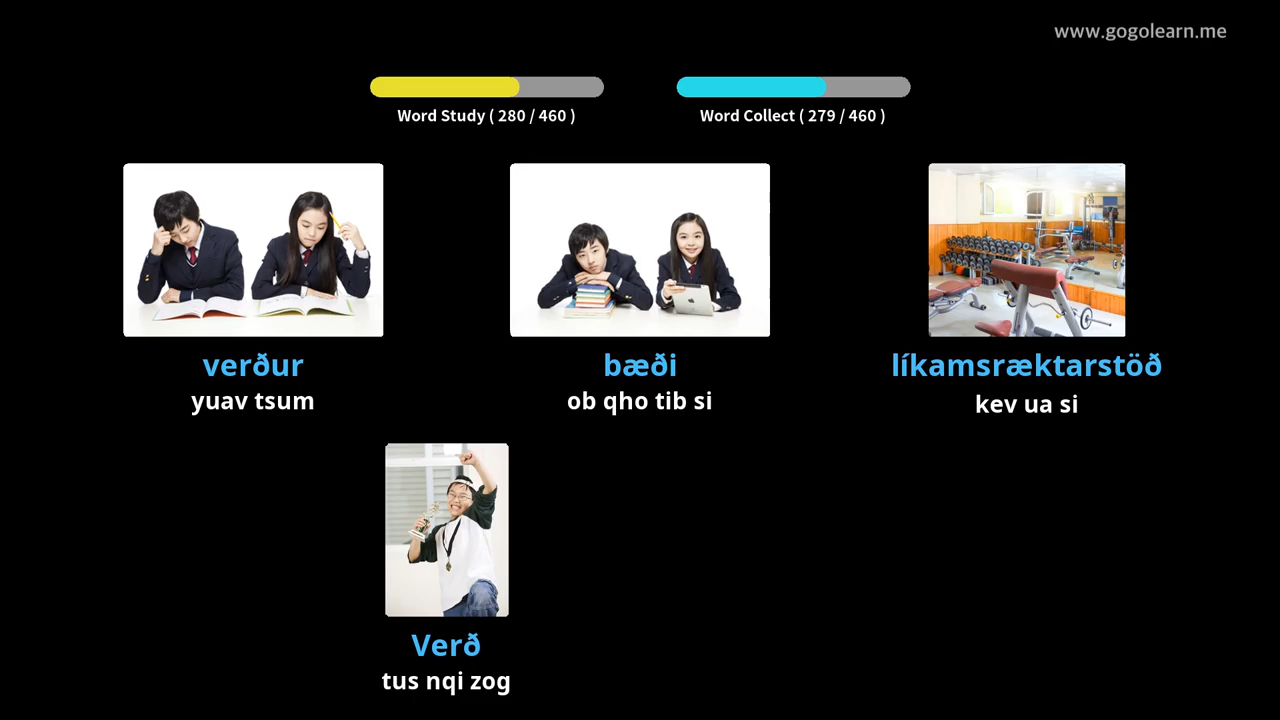 www.gogolearn.me
Word Study ( 280 / 460 )
Word Collect ( 279 / 460 )
verður
yuav tsum
bæði
ob qho tib si
líkamsræktarstöð
kev ua si
Verð
tus nqi zog